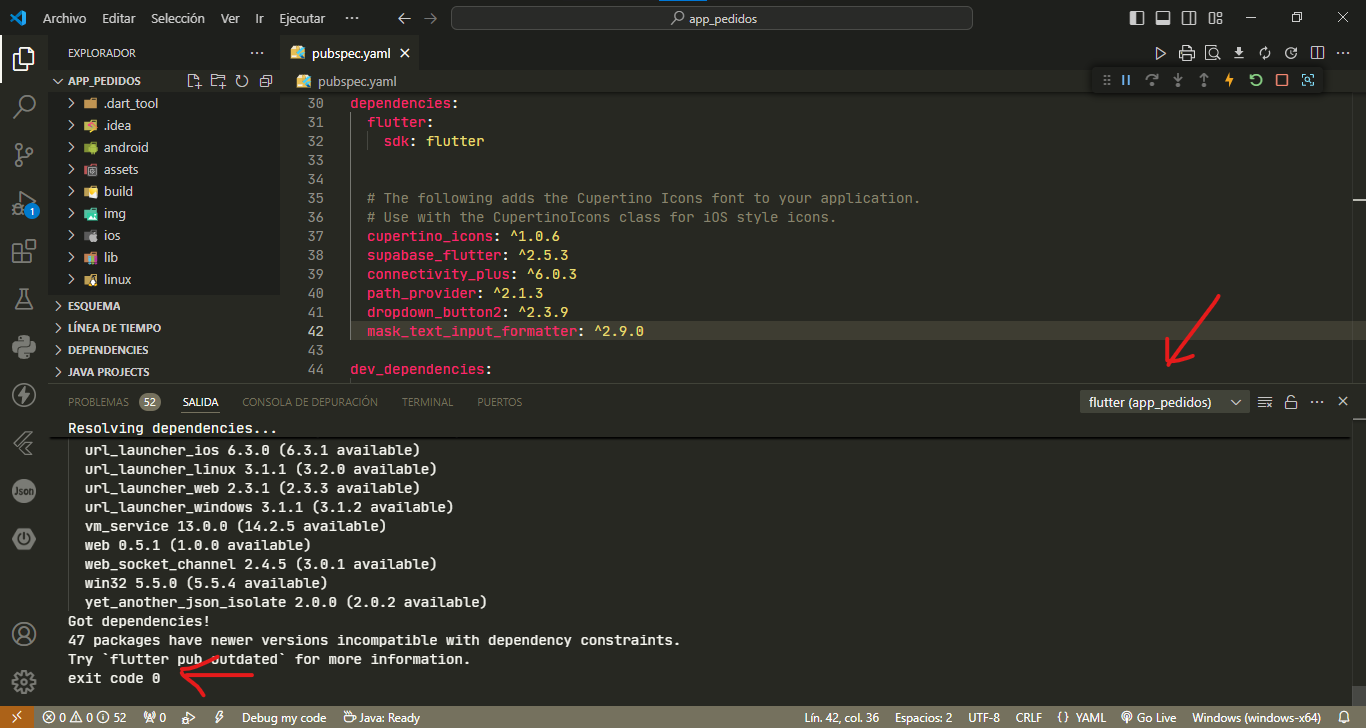 Archivo Editar Selección Ver Ir Ejecutar ··· app_pedidos
EXPLORADOR ···
APP_PEDIDOS
.dart_tool
.idea
android
assets
build
img
ios
lib
linux
ESQUEMA
LÍNEA DE TIEMPO
DEPENDENCIES
JAVA PROJECTS
1
Json
pubspec.yaml
pubspec.yaml
30 dependencies:
31 flutter:
32 sdk: flutter
33
34
35 # The following adds the Cupertino Icons font to your application.
36 # Use with the CupertinoIcons class for iOS style icons.
37 cupertino_icons: ^1.0.6
38 supabase_flutter: ^2.5.3
39 connectivity_plus: ^6.0.3
40 path_provider: ^2.1.3
41 dropdown_button2: ^2.3.9
42 mask_text_input_formatter: ^2.9.0
43
44 dev_dependencies:
PROBLEMAS 52 SALIDA CONSOLA DE DEPURACIÓN TERMINAL PUERTOS flutter (app_pedidos) ···
Resolving dependencies...
url_launcher_ios 6.3.0 (6.3.1 available)
url_launcher_linux 3.1.1 (3.2.0 available)
url_launcher_web 2.3.1 (2.3.3 available)
url_launcher_windows 3.1.1 (3.1.2 available)
vm_service 13.0.0 (14.2.5 available)
web 0.5.1 (1.0.0 available)
web_socket_channel 2.4.5 (3.0.1 available)
win32 5.5.0 (5.5.4 available)
yet_another_json_isolate 2.0.0 (2.0.2 available)
Got dependencies!
47 packages have newer versions incompatible with dependency constraints.
Try `flutter pub outdated` for more information.
exit code 0
0 0 52 0 Debug my code Java: Ready Lín. 42, col. 36 Espacios: 2 UTF-8 CRLF {} YAML Go Live Windows (windows-x64)